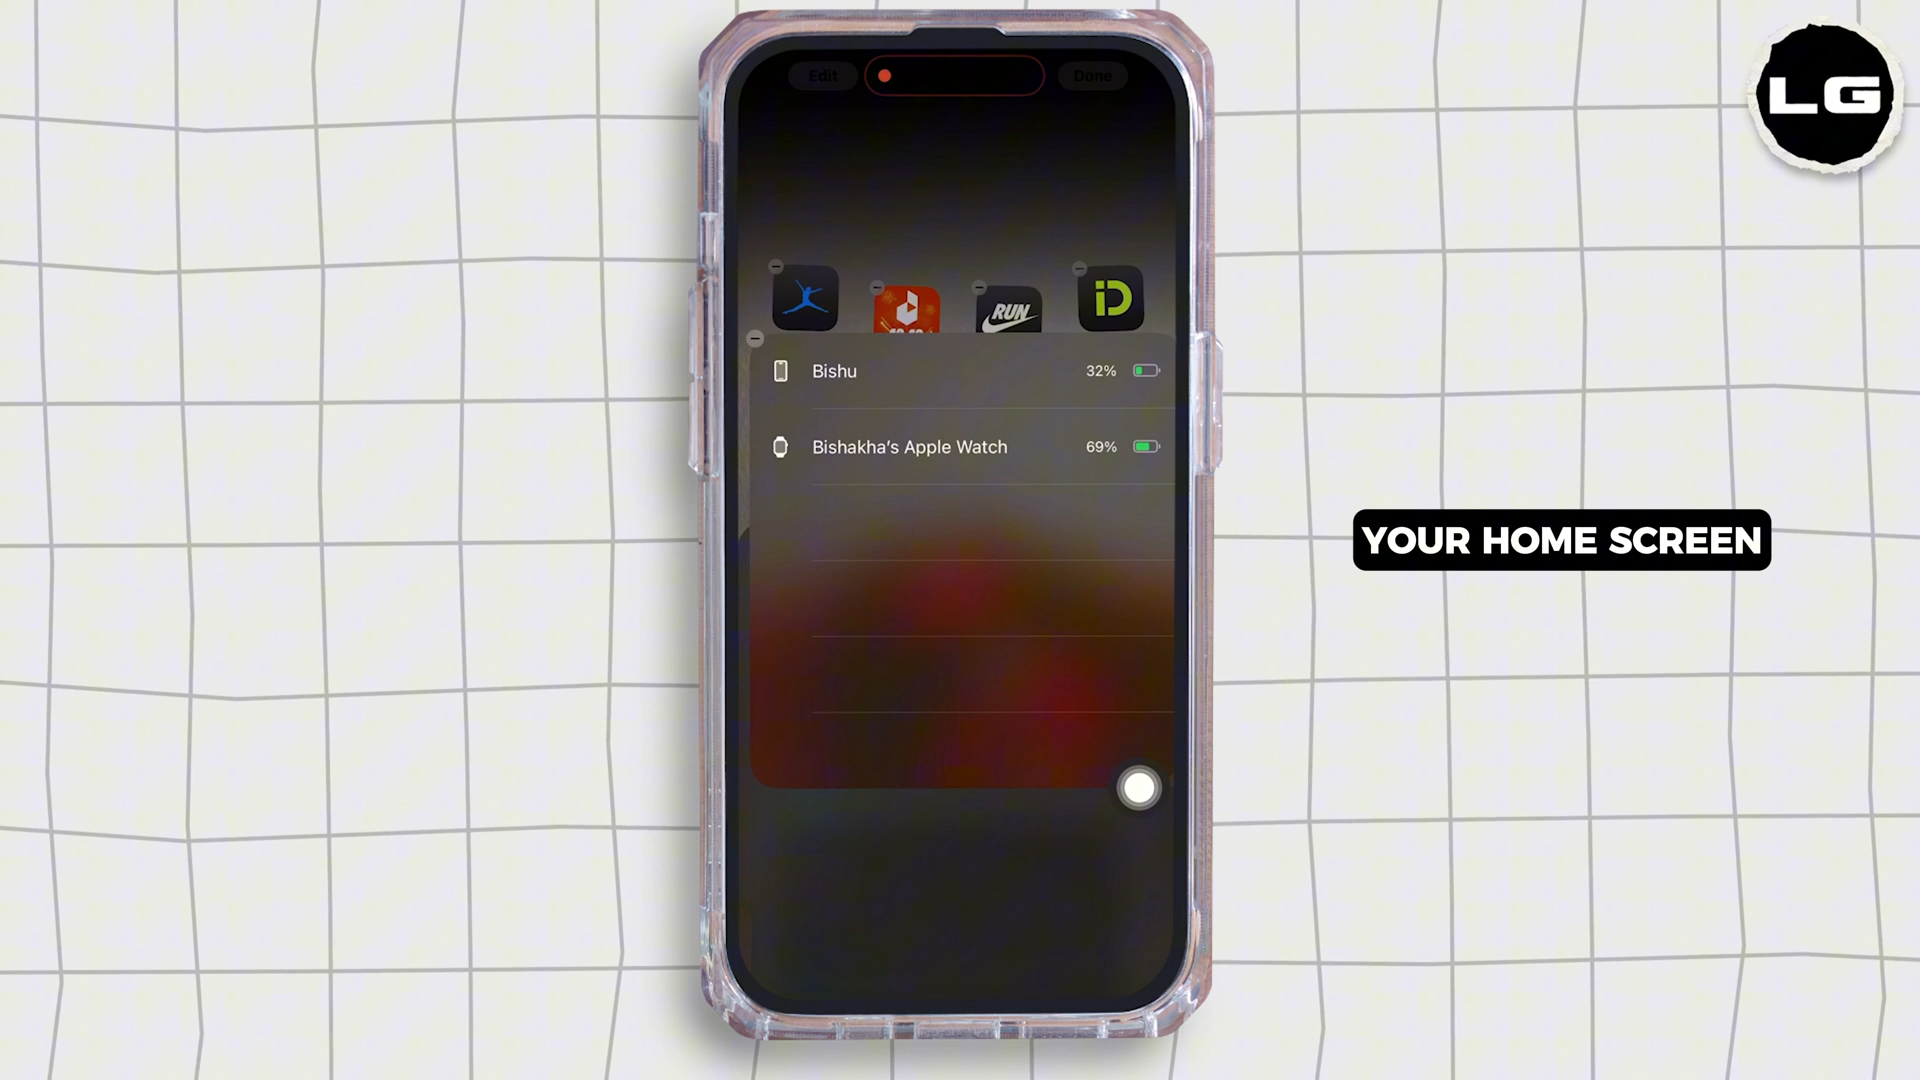 Edit
Done
LG
RUN
iD
Bishu 32%
Bishakha's Apple Watch 69%
YOUR HOME SCREEN